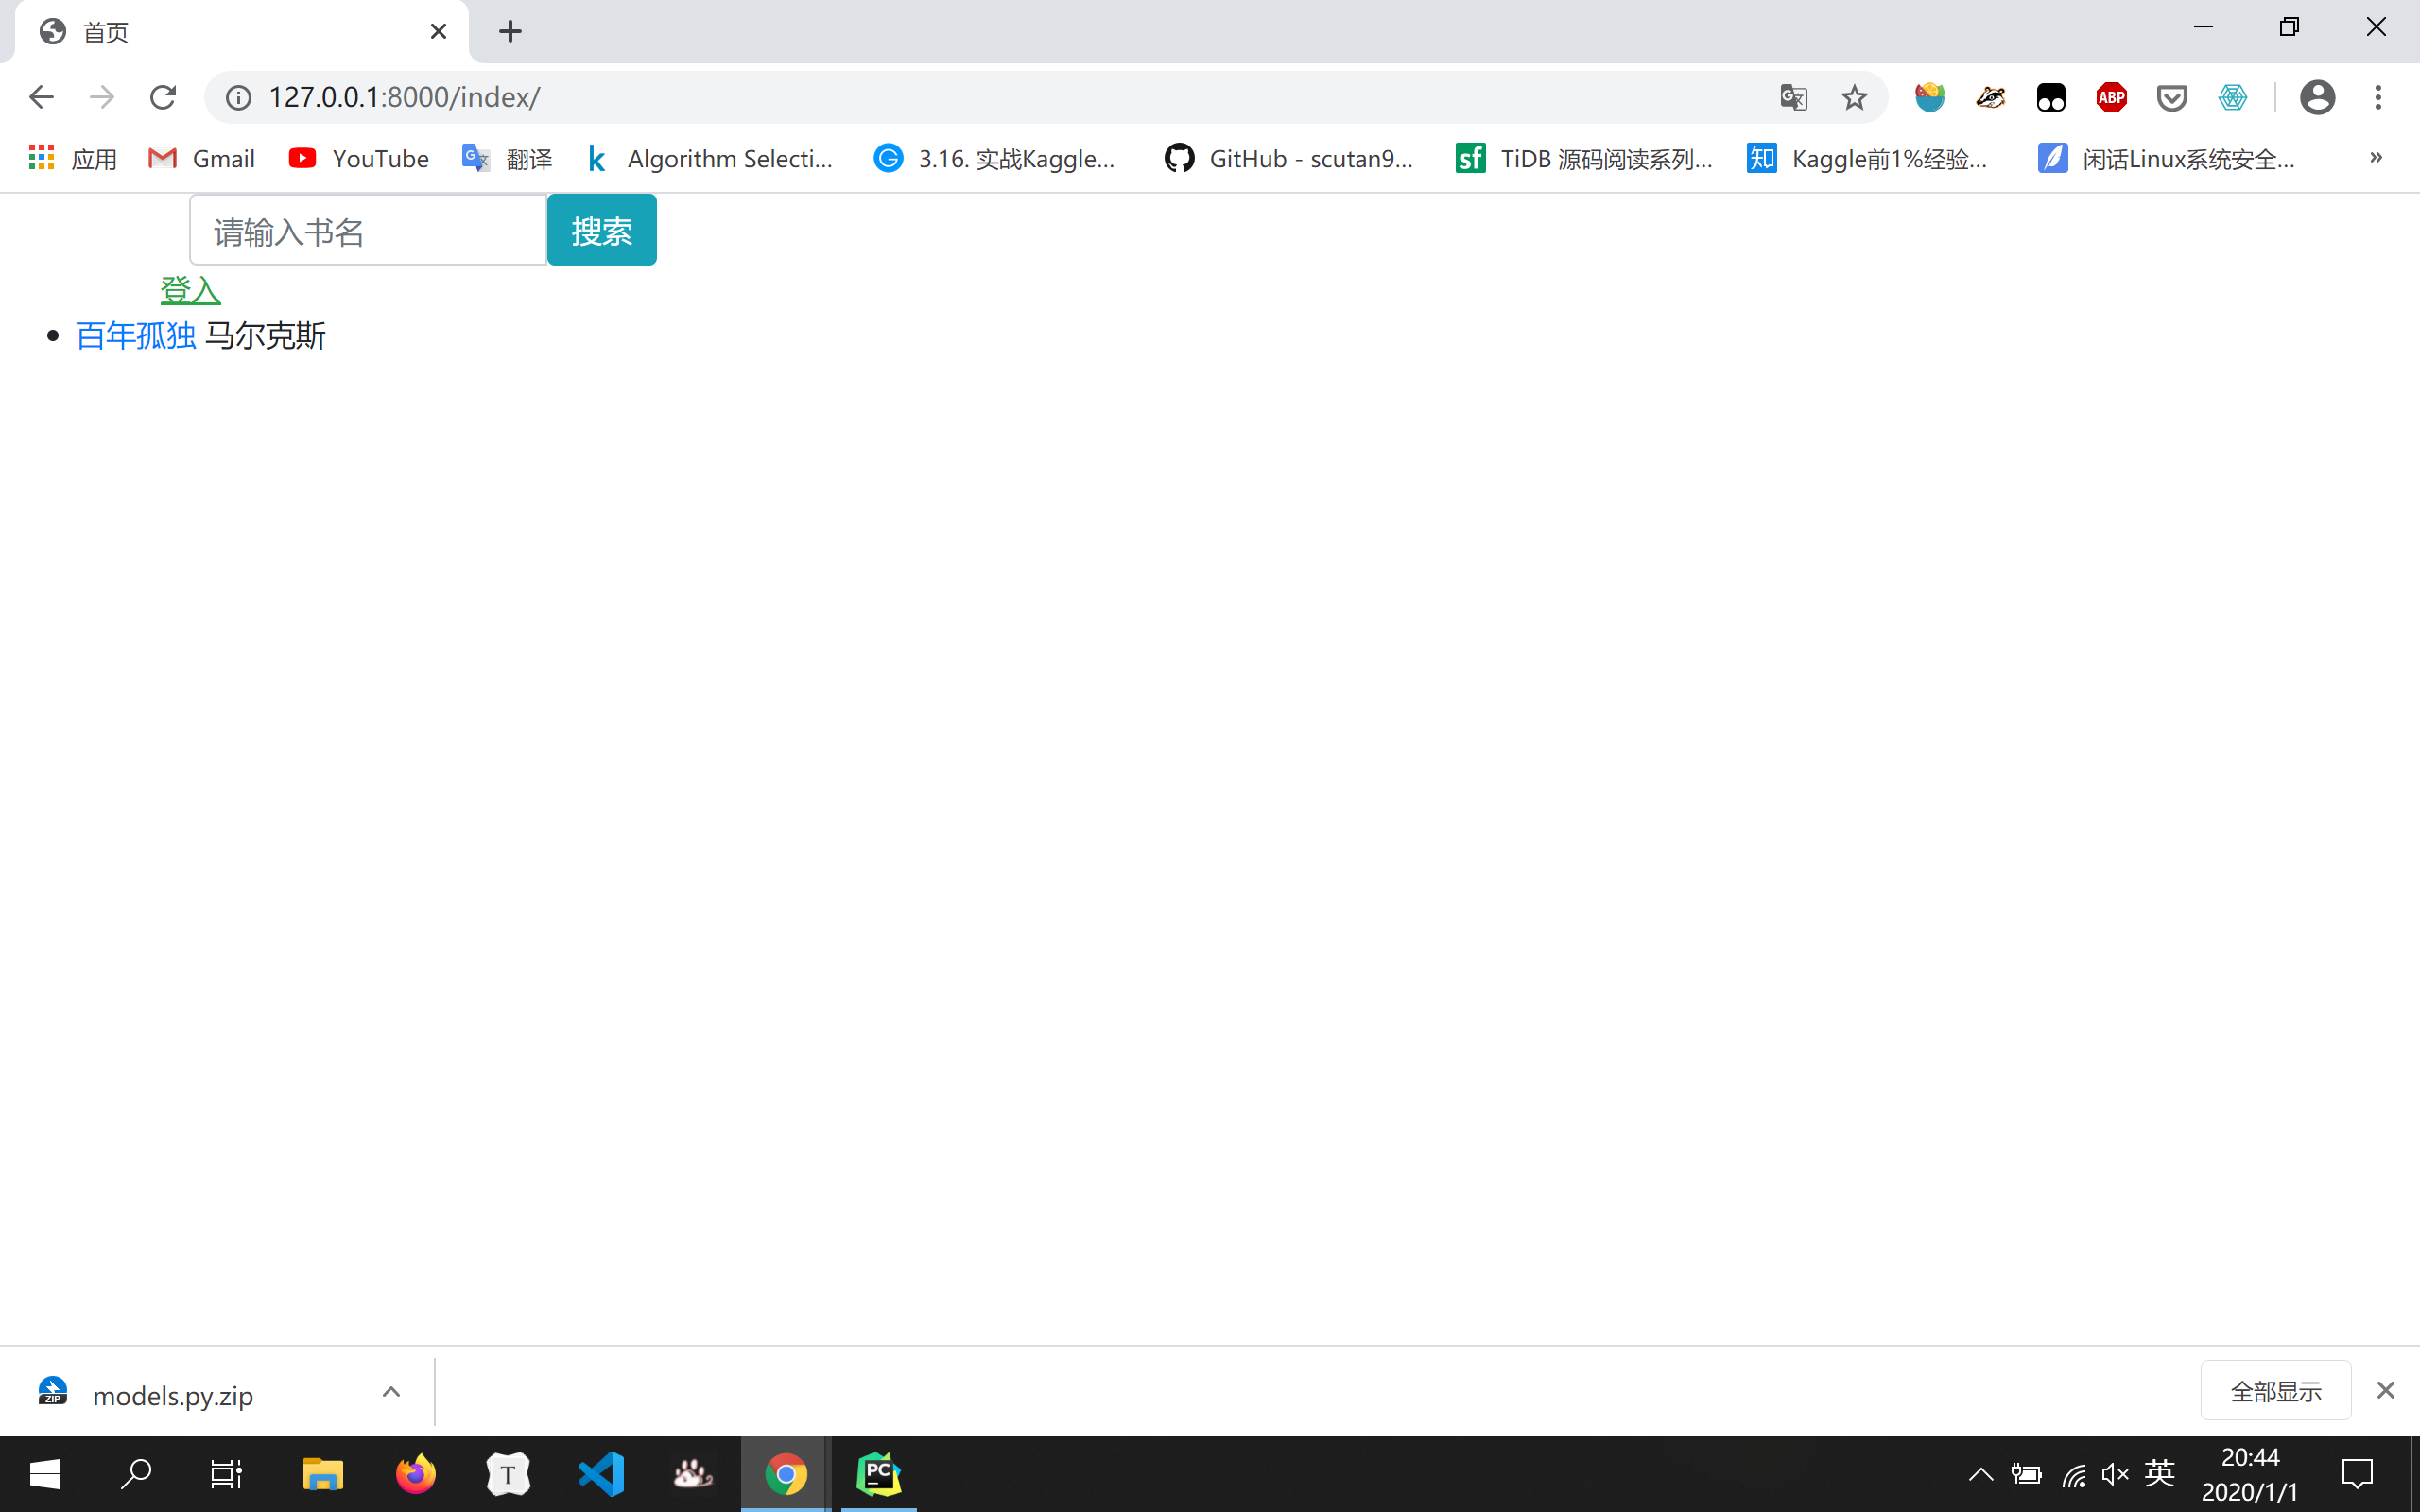 首页
127.0.0.1:8000/index/
应用 Gmail YouTube 翻译 Algorithm Selecti... 3.16. 实战Kaggle... GitHub - scutan9... TiDB 源码阅读系列... Kaggle前1%经验... 闲话Linux系统安全... »
请输入书名 搜索
登入
• 百年孤独 马尔克斯
models.py.zip 全部显示
英 20:44
2020/1/1